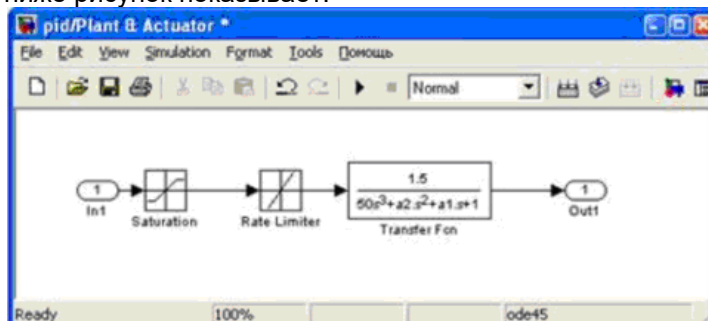 ниже рисунок показывает:
pid/Plant & Actuator *
File Edit View Simulation Format Tools Помощь
Normal
1
In1
Saturation
Rate Limiter
1.5
50s³+a2.s²+a1.s+1
Transfer Fcn
1
Out1
Ready 100% ode45